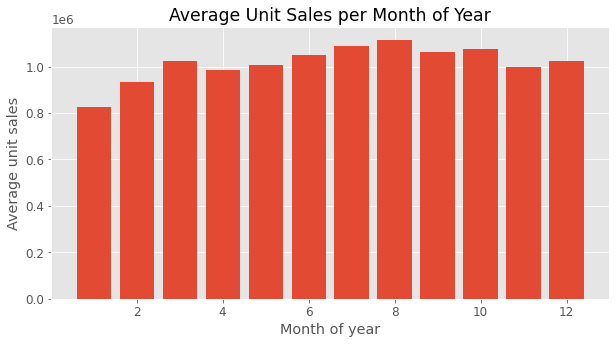 Average Unit Sales per Month of Year
1e6
1.0
0.8
0.6
0.4
0.2
0.0
Average unit sales
2 4 6 8 10 12
Month of year